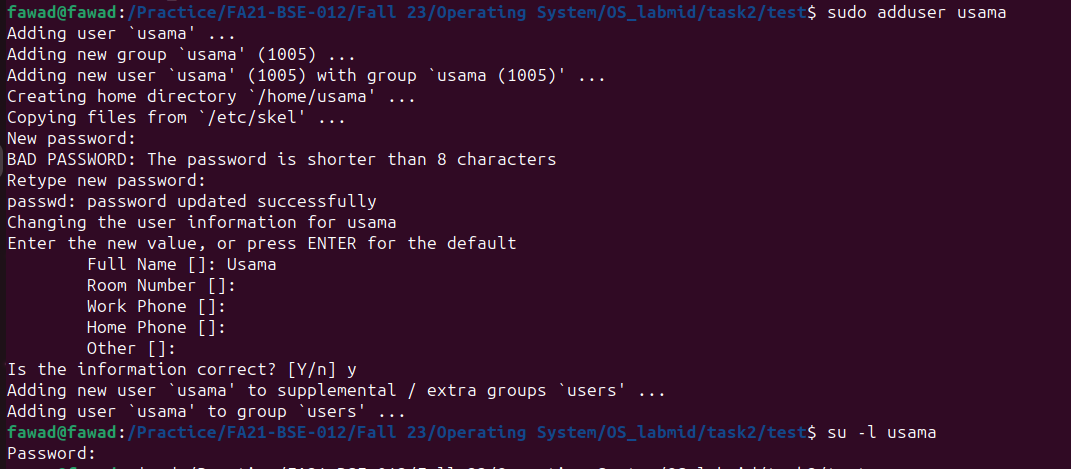 fawad@fawad:/Practice/FA21-BSE-012/Fall 23/Operating System/OS_labmid/task2/test$ sudo adduser usama
Adding user `usama' ...
Adding new group `usama' (1005) ...
Adding new user `usama' (1005) with group `usama (1005)' ...
Creating home directory `/home/usama' ...
Copying files from `/etc/skel' ...
New password:
BAD PASSWORD: The password is shorter than 8 characters
Retype new password:
passwd: password updated successfully
Changing the user information for usama
Enter the new value, or press ENTER for the default
Full Name []: Usama
Room Number []:
Work Phone []:
Home Phone []:
Other []:
Is the information correct? [Y/n] y
Adding new user `usama' to supplemental / extra groups `users' ...
Adding user `usama' to group `users' ...
fawad@fawad:/Practice/FA21-BSE-012/Fall 23/Operating System/OS_labmid/task2/test$ su -l usama
Password: